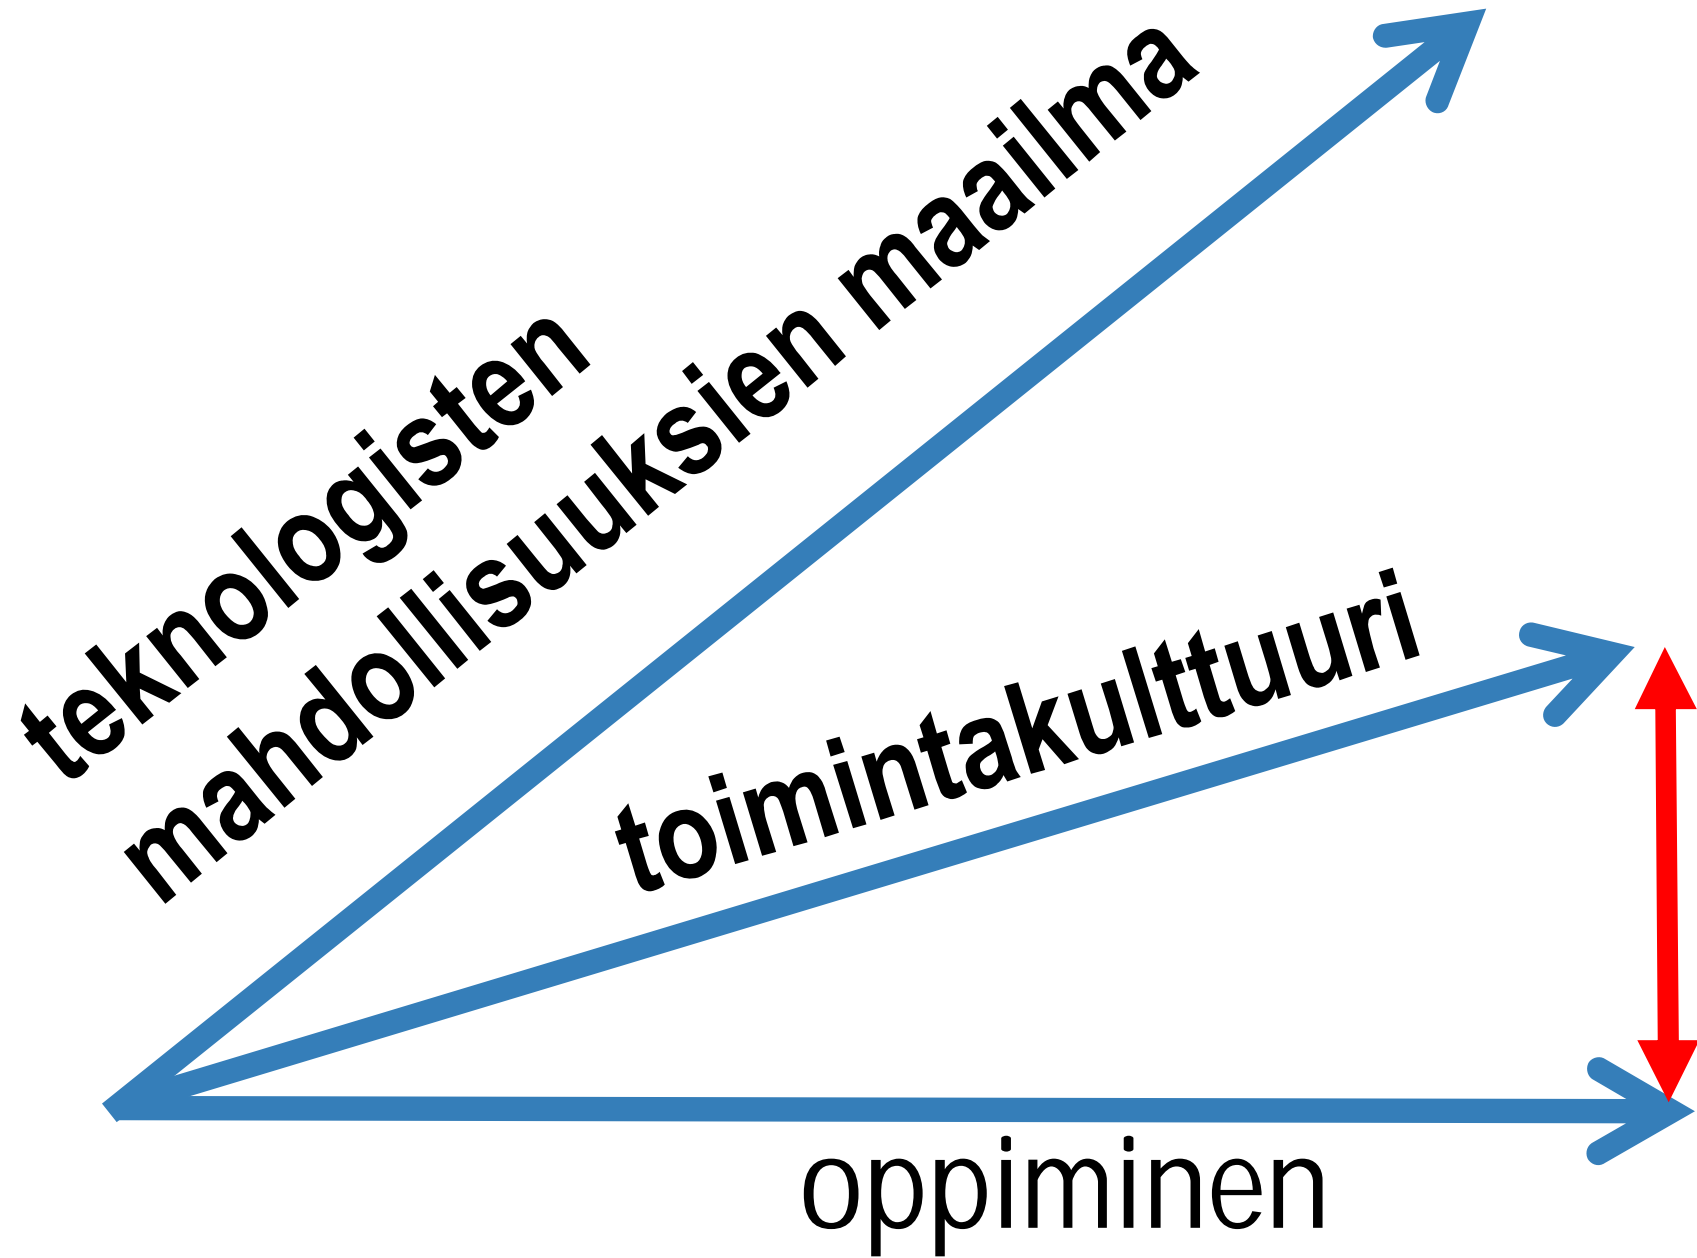 teknologisten
mahdollisuuksien maailma
toimintakulttuuri
oppiminen